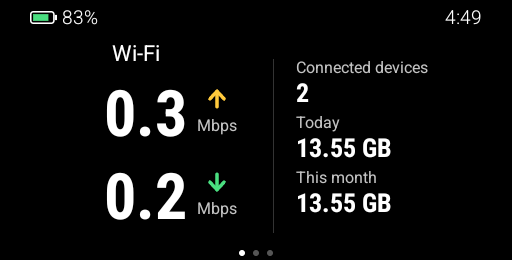 83%
4:49
Wi-Fi
0.3 Mbps
0.2 Mbps
Connected devices
2
Today
13.55 GB
This month
13.55 GB